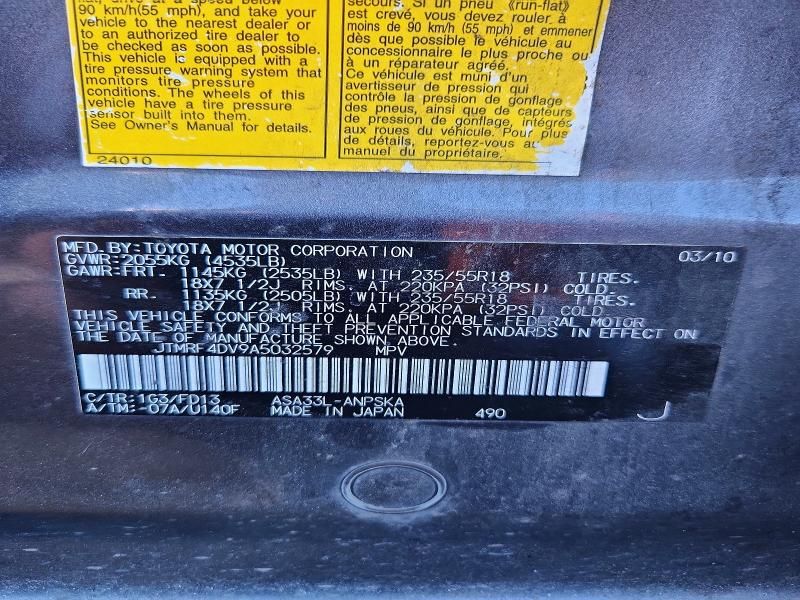 flat, drive at a speed below
90 km/h(55 mph), and take your
vehicle to the nearest dealer or
to an authorized tire dealer to
be checked as soon as possible.
This vehicle is equipped with a
tire pressure warning system that
monitors tire pressure
conditions. The wheels of this
vehicle have a tire pressure
sensor built into them.
See Owner's Manual for details.
24010
secours. Si un pneu «run-flat»
est crevé, vous devez rouler à
moins de 90 km/h (55 mph) et emmener
dès que possible le véhicule au
concessionnaire le plus proche ou
à un réparateur agréé.
Ce véhicule est muni d'un
avertisseur de pression qui
contrôle la pression de gonflage
des pneus, ainsi que de capteurs
de pression de gonflage, intégrés
aux roues du véhicule. Pour plus
de détails, reportez-vous au
manuel du propriétaire.
MFD.BY:TOYOTA MOTOR CORPORATION 03/10
GVWR:2055KG (4535LB)
GAWR:FRT. 1145KG (2535LB) WITH 235/55R18 TIRES.
18X7 1/2J RIMS. AT 220KPA (32PSI) COLD.
RR. 1135KG (2505LB) WITH 235/55R18 TIRES.
18X7 1/2J RIMS. AT 220KPA (32PSI) COLD.
THIS VEHICLE CONFORMS TO ALL APPLICABLE FEDERAL MOTOR
VEHICLE SAFETY AND THEFT PREVENTION STANDARDS IN EFFECT ON
THE DATE OF MANUFACTURE SHOWN ABOVE.
JTMRF4DV9A5032579 MPV
C/TR:1G3/FD13 ASA33L-ANPSKA
A/TM:-07A/U140F MADE IN JAPAN 490 J